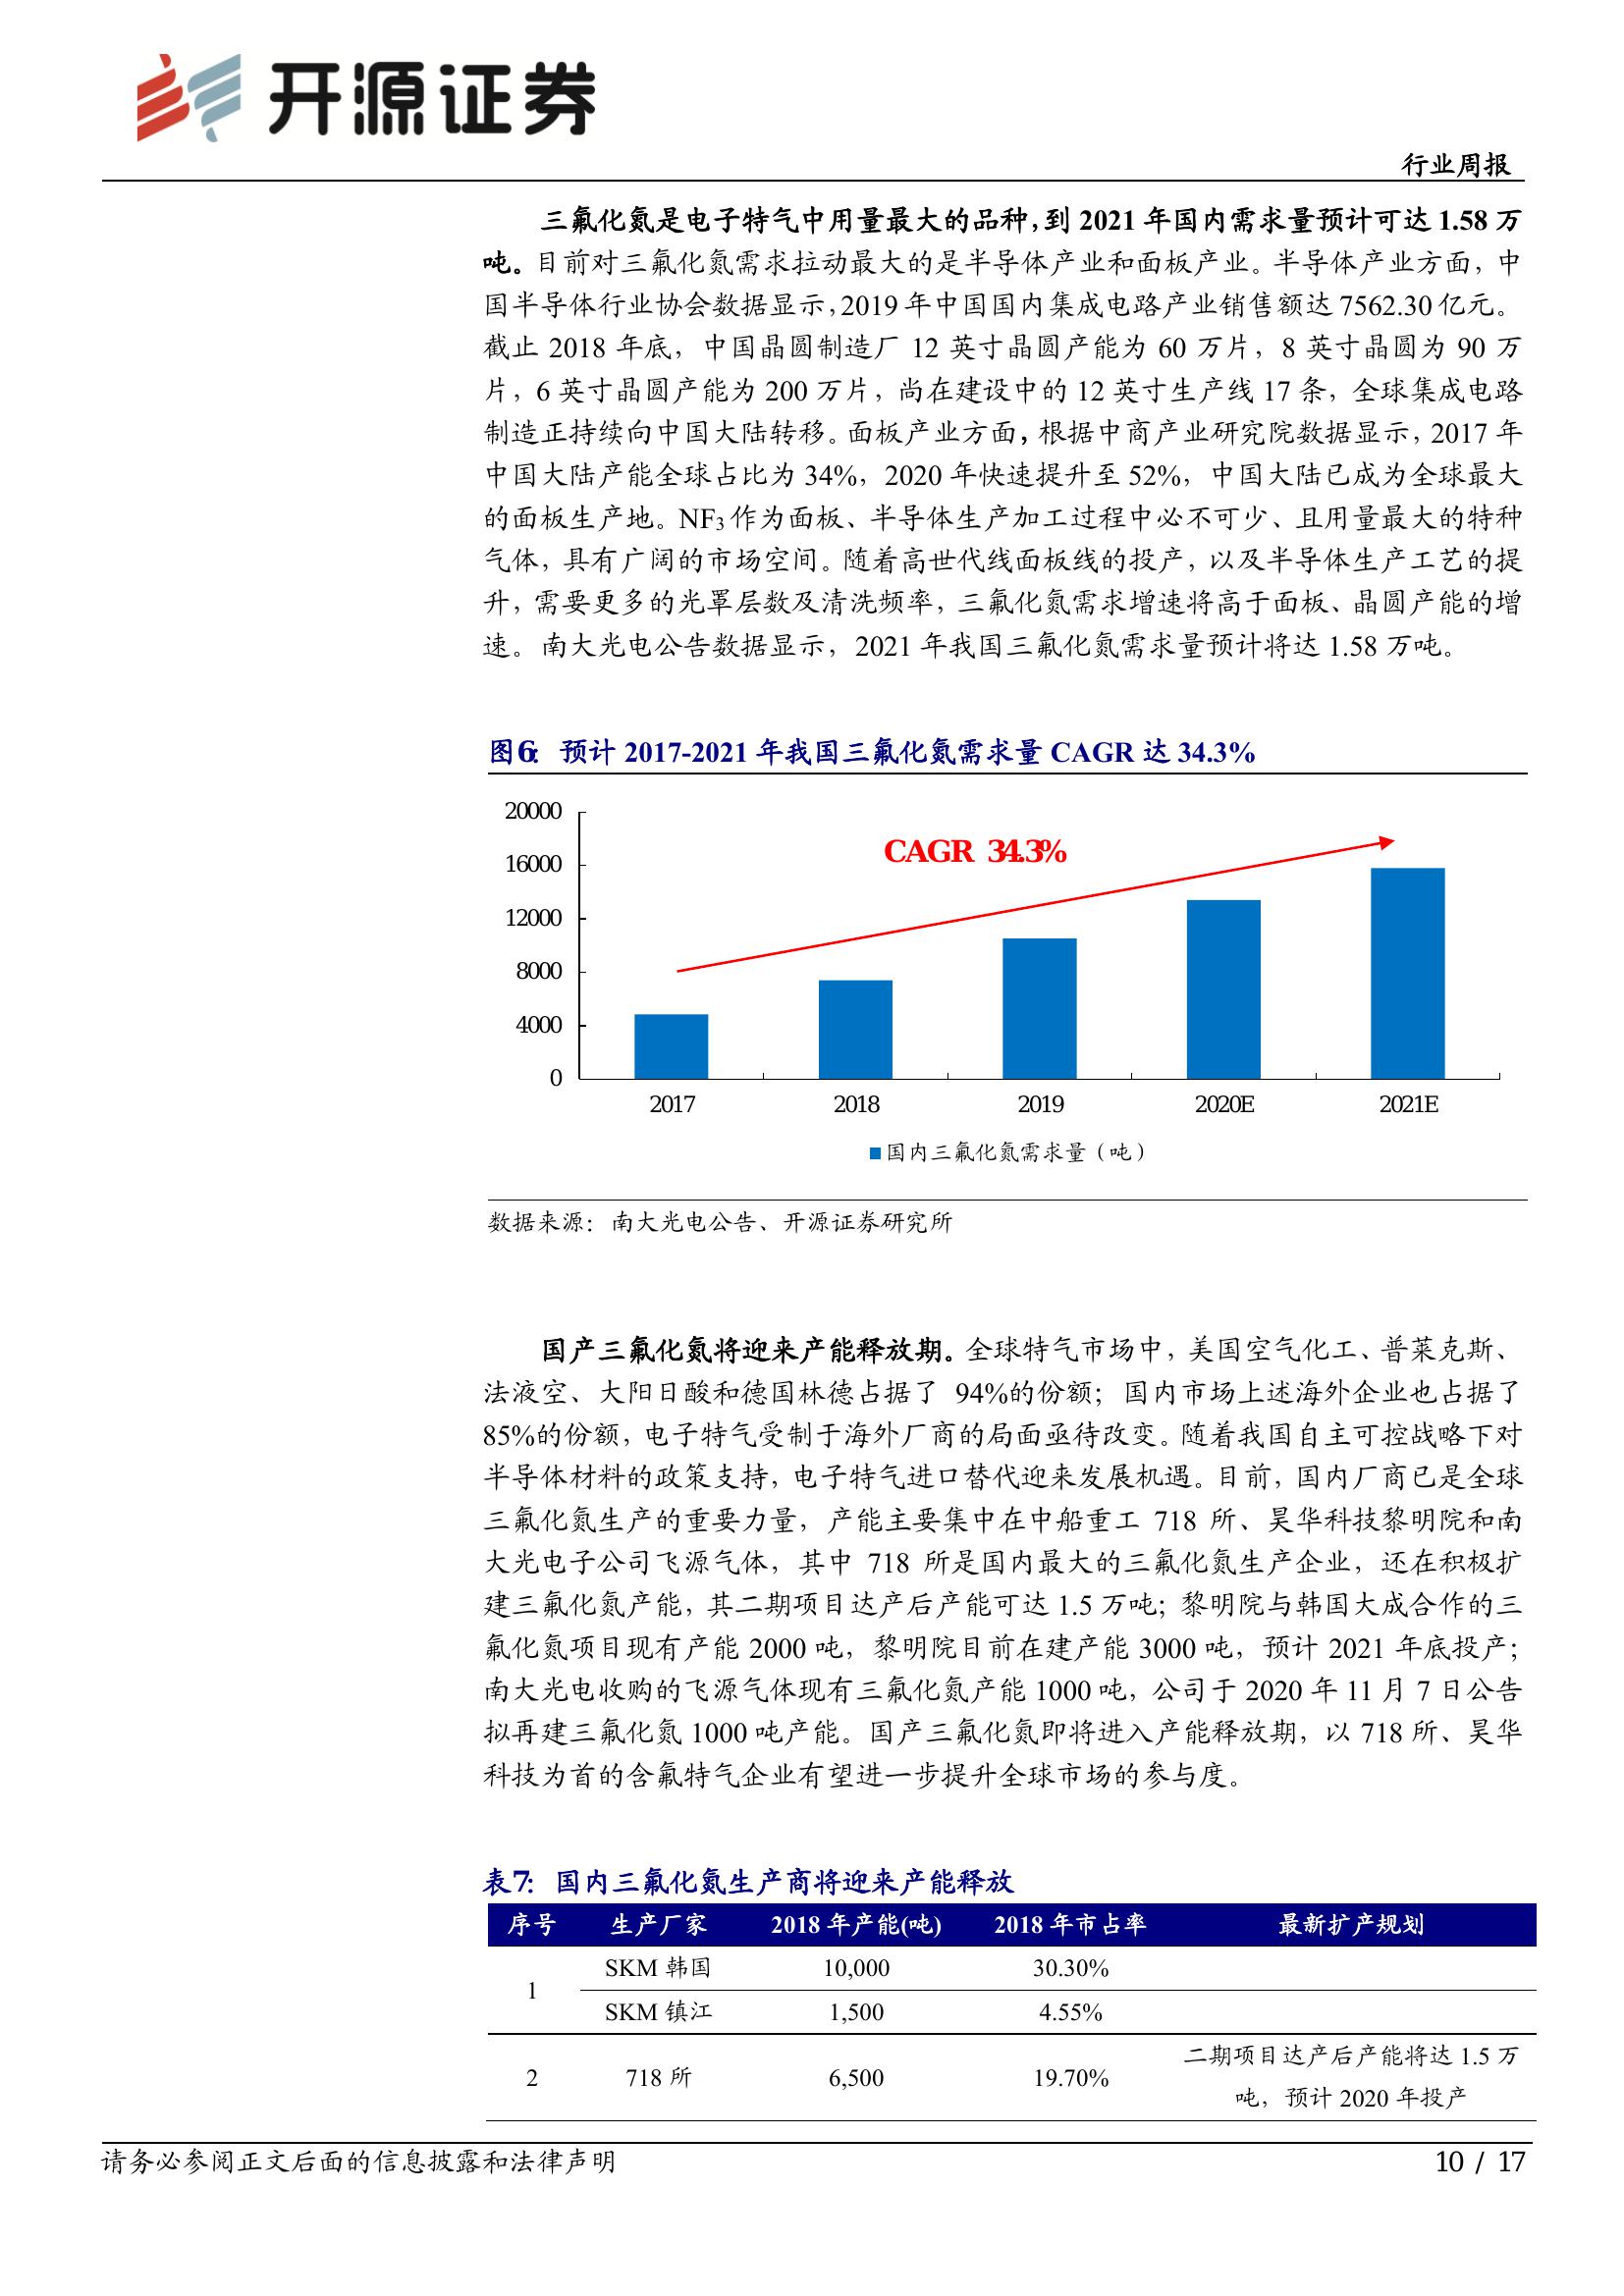 开源证券
行业周报
三氟化氮是电子特气中用量最大的品种，到 2021 年国内需求量预计可达 1.58 万
吨。目前对三氟化氮需求拉动最大的是半导体产业和面板产业。半导体产业方面，中
国半导体行业协会数据显示，2019 年中国国内集成电路产业销售额达 7562.30 亿元。
截止 2018 年底，中国晶圆制造厂 12 英寸晶圆产能为 60 万片，8 英寸晶圆为 90 万
片，6 英寸晶圆产能为 200 万片，尚在建设中的 12 英寸生产线 17 条，全球集成电路
制造正持续向中国大陆转移。面板产业方面，根据中商产业研究院数据显示，2017 年
中国大陆产能全球占比为 34%，2020 年快速提升至 52%，中国大陆已成为全球最大
的面板生产地。NF₃ 作为面板、半导体生产加工过程中必不可少、且用量最大的特种
气体，具有广阔的市场空间。随着高世代线面板线的投产，以及半导体生产工艺的提
升，需要更多的光罩层数及清洗频率，三氟化氮需求增速将高于面板、晶圆产能的增
速。南大光电公告数据显示，2021 年我国三氟化氮需求量预计将达 1.58 万吨。
图6： 预计 2017-2021 年我国三氟化氮需求量 CAGR 达 34.3%
20000
CAGR 34.3%
16000
12000
8000
4000
0
2017 2018 2019 2020E 2021E
国内三氟化氮需求量（吨）
数据来源：南大光电公告、开源证券研究所
国产三氟化氮将迎来产能释放期。全球特气市场中，美国空气化工、普莱克斯、
法液空、大阳日酸和德国林德占据了 94%的份额；国内市场上述海外企业也占据了
85%的份额，电子特气受制于海外厂商的局面亟待改变。随着我国自主可控战略下对
半导体材料的政策支持，电子特气进口替代迎来发展机遇。目前，国内厂商已是全球
三氟化氮生产的重要力量，产能主要集中在中船重工 718 所、昊华科技黎明院和南
大光电子公司飞源气体，其中 718 所是国内最大的三氟化氮生产企业，还在积极扩
建三氟化氮产能，其二期项目达产后产能可达 1.5 万吨；黎明院与韩国大成合作的三
氟化氮项目现有产能 2000 吨，黎明院目前在建产能 3000 吨，预计 2021 年底投产；
南大光电收购的飞源气体现有三氟化氮产能 1000 吨，公司于 2020 年 11 月 7 日公告
拟再建三氟化氮 1000 吨产能。国产三氟化氮即将进入产能释放期，以 718 所、昊华
科技为首的含氟特气企业有望进一步提升全球市场的参与度。
表7： 国内三氟化氮生产商将迎来产能释放
序号 生产厂家 2018 年产能(吨) 2018 年市占率 最新扩产规划
1 SKM 韩国 10,000 30.30%
SKM 镇江 1,500 4.55%
2 718 所 6,500 19.70% 二期项目达产后产能将达 1.5 万
吨，预计 2020 年投产
请务必参阅正文后面的信息披露和法律声明 10 / 17